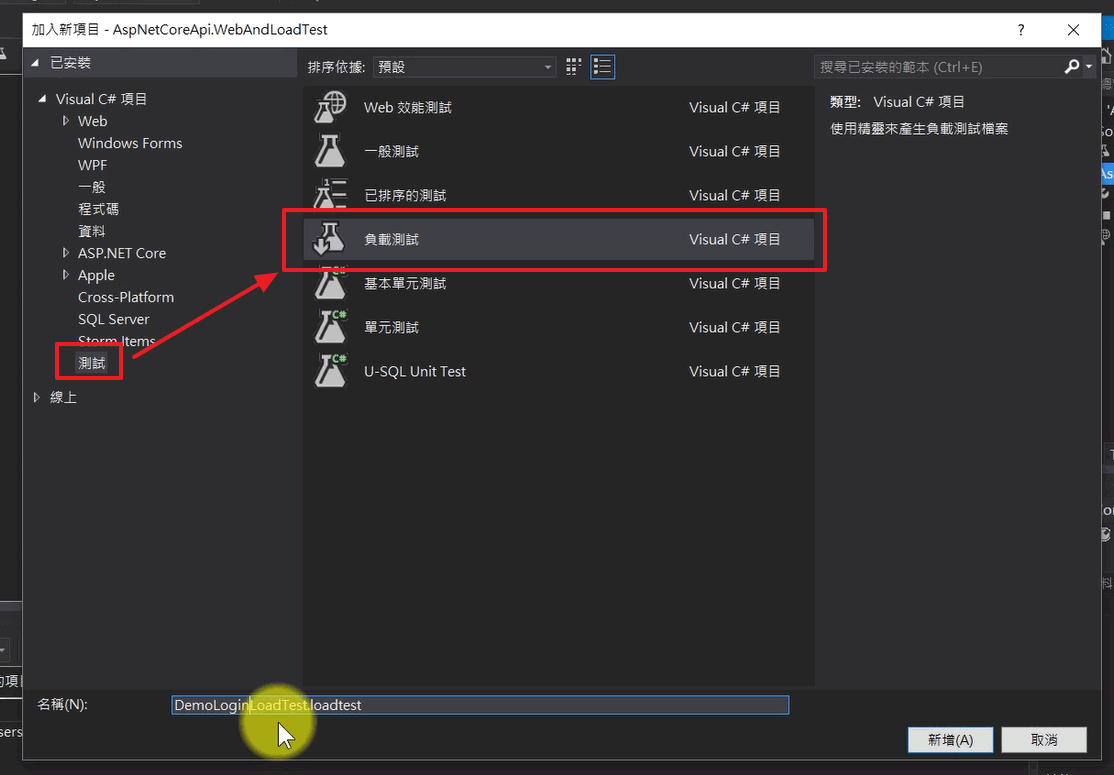 加入新項目 - AspNetCoreApi.WebAndLoadTest
?
已安裝
排序依據: 預設
搜尋已安裝的範本 (Ctrl+E)
Visual C# 項目
Web
Windows Forms
WPF
一般
程式碼
資料
ASP.NET Core
Apple
Cross-Platform
SQL Server
Storm Items
測試
線上
Web 效能測試 Visual C# 項目
一般測試 Visual C# 項目
已排序的測試 Visual C# 項目
負載測試 Visual C# 項目
基本單元測試 Visual C# 項目
單元測試 Visual C# 項目
U-SQL Unit Test Visual C# 項目
類型: Visual C# 項目
使用精靈來產生負載測試檔案
名稱(N): DemoLoginLoadTest.loadtest
新增(A) 取消